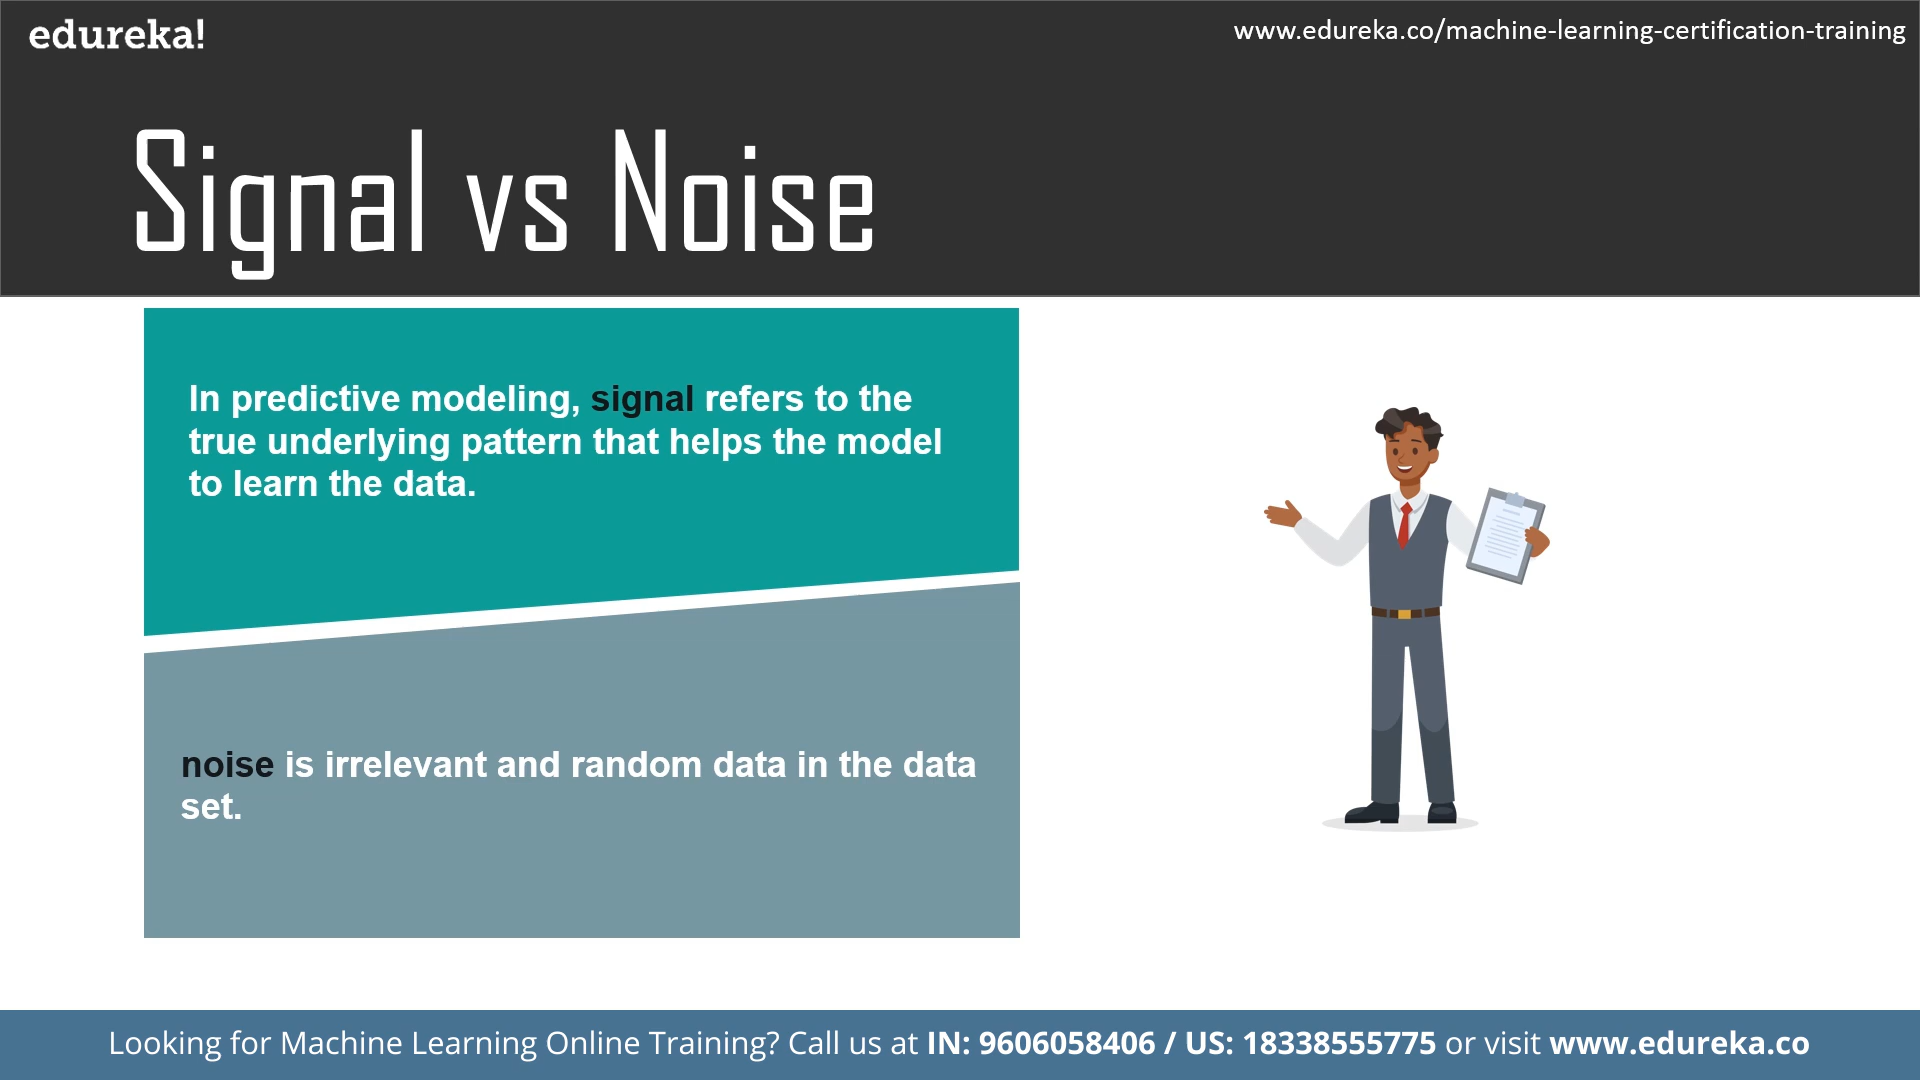 edureka!
www.edureka.co/machine-learning-certification-training
Signal vs Noise
In predictive modeling, signal refers to the
true underlying pattern that helps the model
to learn the data.
noise is irrelevant and random data in the data
set.
Looking for Machine Learning Online Training? Call us at IN: 9606058406 / US: 18338555775 or visit www.edureka.co